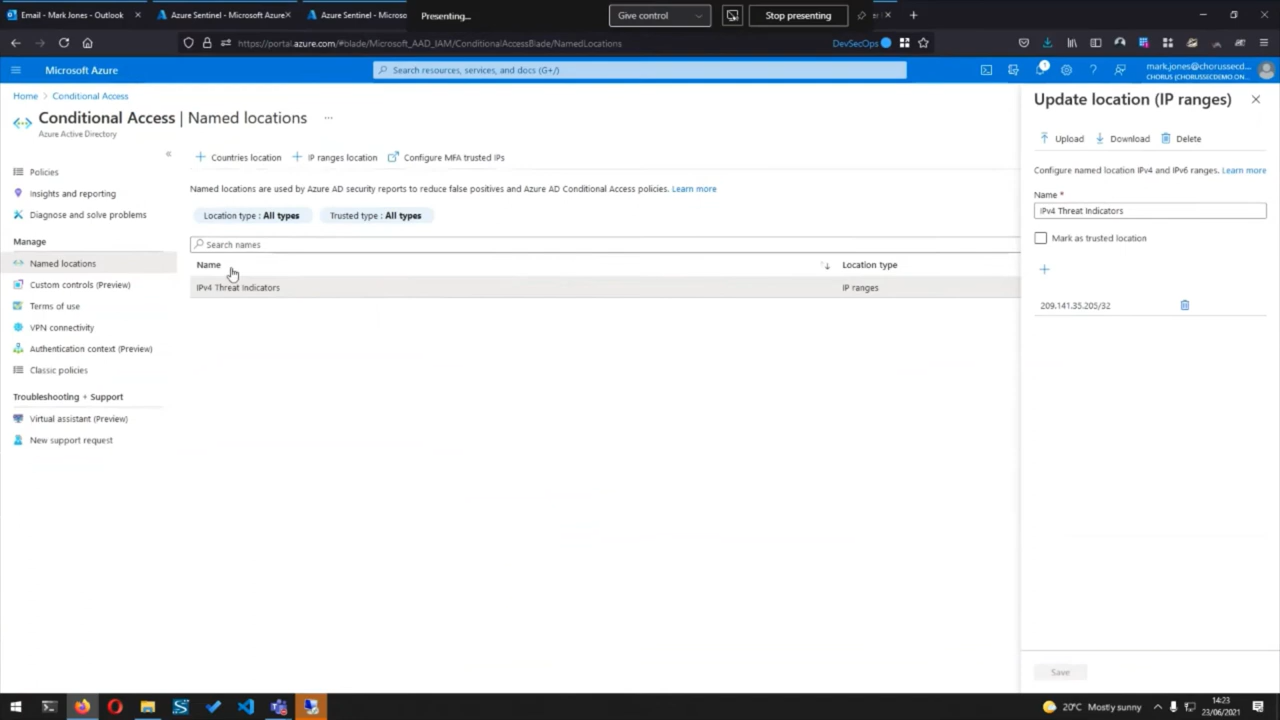 Email - Mark Jones - Outlook
Azure Sentinel - Microsoft Azure
Azure Sentinel - Microso
Presenting...
Give control
Stop presenting
https://portal.azure.com/#blade/Microsoft_AAD_IAM/ConditionalAccessBlade/NamedLocations
DevSecOps
Microsoft Azure
Search resources, services, and docs (G+/)
1
mark.jones@chorussecd...
CHORUS (CHORUSSECDEMO.ON...
Home > Conditional Access
Conditional Access | Named locations ...
Azure Active Directory
«
Policies
Insights and reporting
Diagnose and solve problems
Manage
Named locations
Custom controls (Preview)
Terms of use
VPN connectivity
Authentication context (Preview)
Classic policies
Troubleshooting + Support
Virtual assistant (Preview)
New support request
+ Countries location
+ IP ranges location
Configure MFA trusted IPs
Named locations are used by Azure AD security reports to reduce false positives and Azure AD Conditional Access policies. Learn more
Location type : All types
Trusted type : All types
Search names
Name
Location type
IPv4 Threat Indicators
IP ranges
Update location (IP ranges)
Upload
Download
Delete
Configure named location IPv4 and IPv6 ranges. Learn more
Name *
IPv4 Threat Indicators
Mark as trusted location
+
209.141.35.205/32
Save
20°C Mostly sunny
14:23
23/06/2021